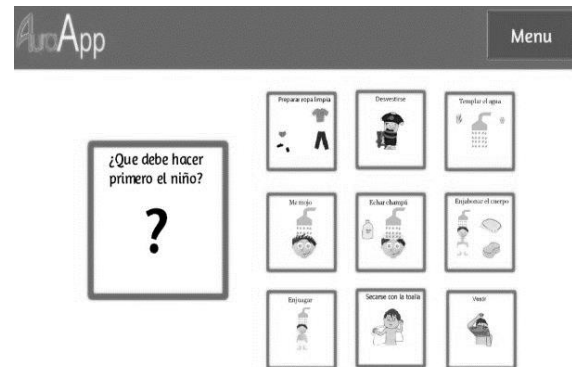 AuraApp
Menu
¿Que debe hacer
primero el niño?
?
Preparar ropa limpia
Desvestirse
Templar el agua
Me mojo
Echar champú
Enjabonar el cuerpo
Enjuagar
Secarse con la toalla
Vestir